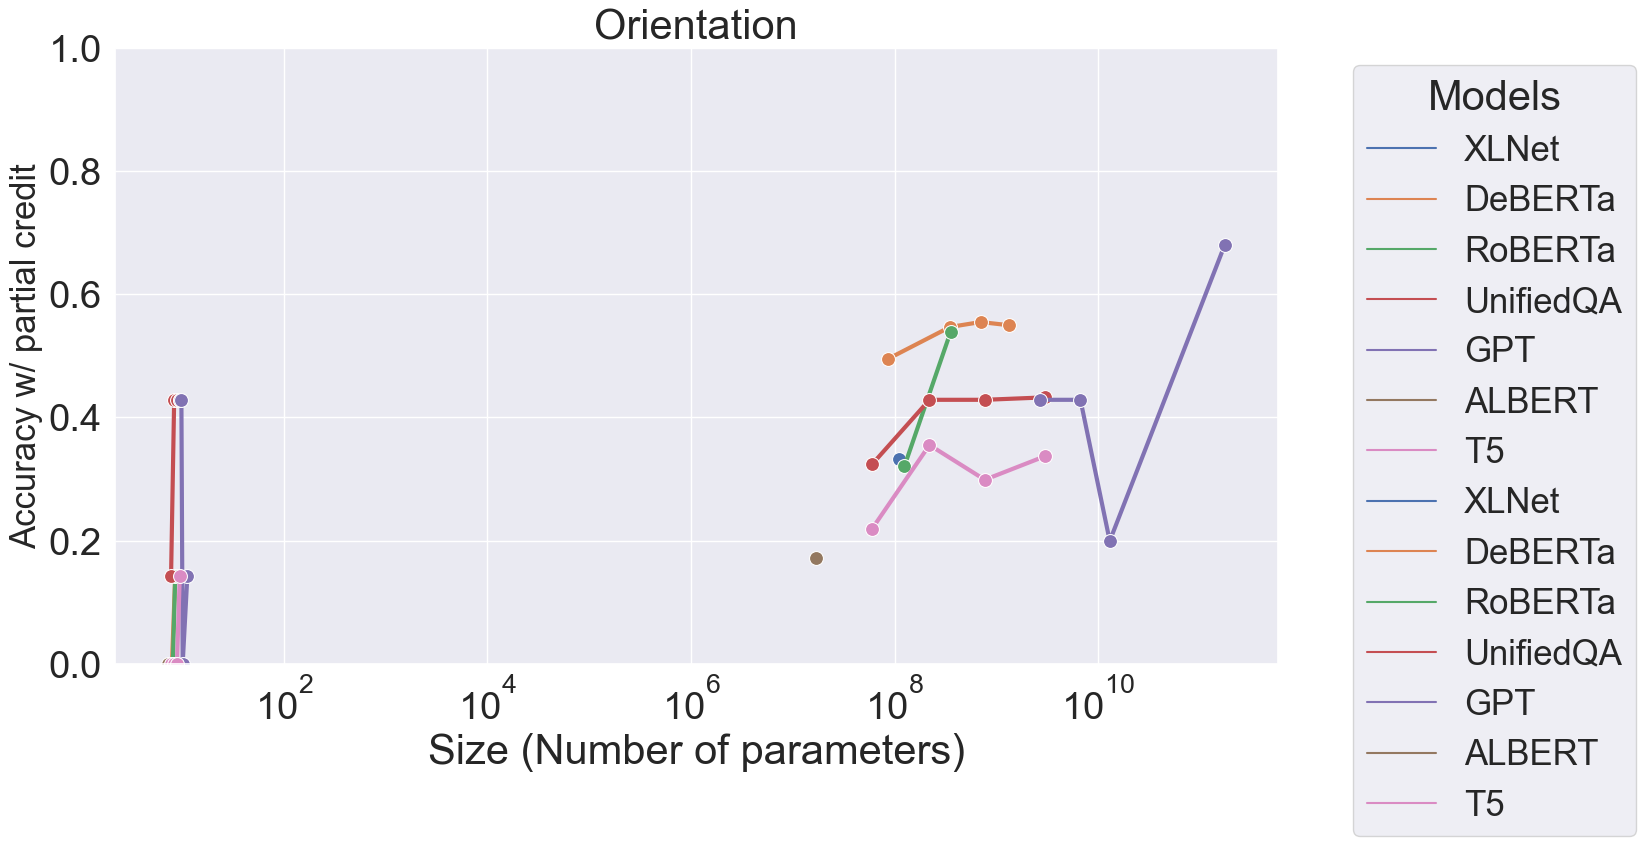 Orientation
1.0
0.8
0.6
0.4
0.2
0.0
Accuracy w/ partial credit
10^2 10^4 10^6 10^8 10^10
Size (Number of parameters)
Models
XLNet
DeBERTa
RoBERTa
UnifiedQA
GPT
ALBERT
T5
XLNet
DeBERTa
RoBERTa
UnifiedQA
GPT
ALBERT
T5